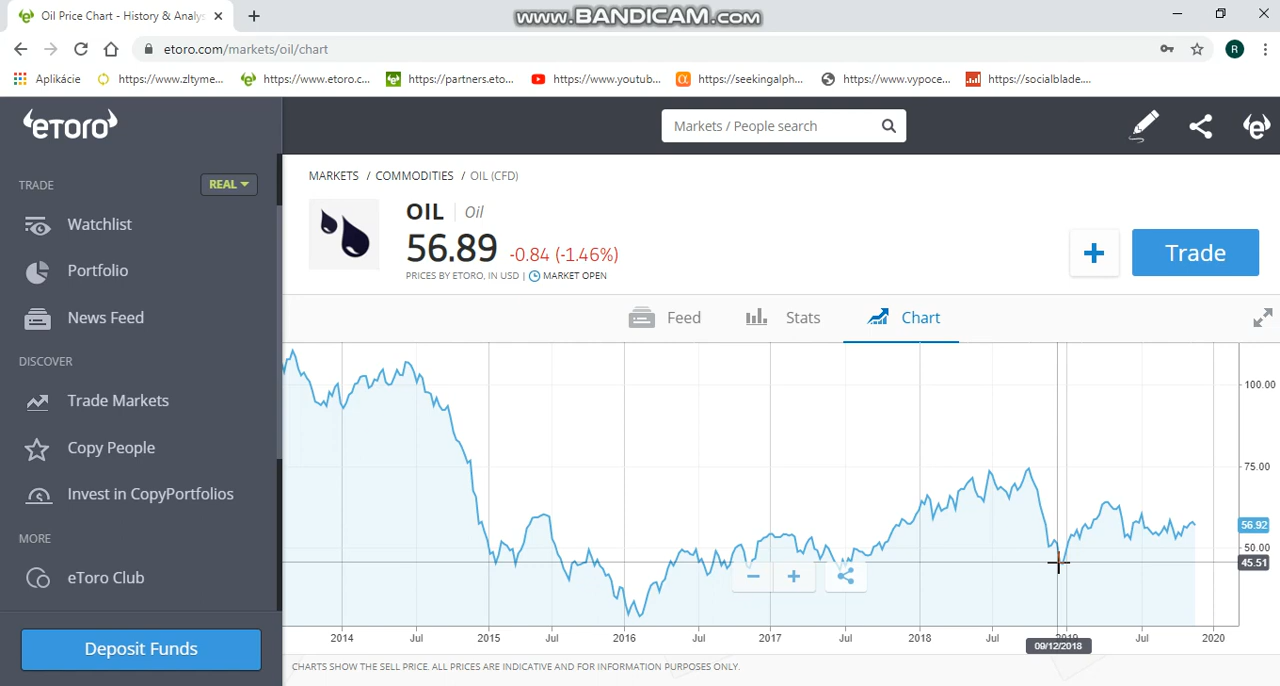 Oil Price Chart - History & Analys
www.BANDICAM.com
etoro.com/markets/oil/chart
R
Aplikácie
https://www.zltyme...
https://www.etoro.c...
https://partners.eto...
https://www.youtub...
https://seekingalph...
https://www.vypoce...
https://socialblade....
eToro
Markets / People search
TRADE
REAL
Watchlist
Portfolio
News Feed
DISCOVER
Trade Markets
Copy People
Invest in CopyPortfolios
MORE
eToro Club
Deposit Funds
MARKETS / COMMODITIES / OIL (CFD)
OIL | Oil
56.89 -0.84 (-1.46%)
PRICES BY ETORO, IN USD | MARKET OPEN
+
Trade
Feed
Stats
Chart
100.00
75.00
56.92
50.00
45.51
− +
2014 Jul 2015 Jul 2016 Jul 2017 Jul 2018 Jul 2019 Jul 2020
09/12/2018
CHARTS SHOW THE SELL PRICE. ALL PRICES ARE INDICATIVE AND FOR INFORMATION PURPOSES ONLY.